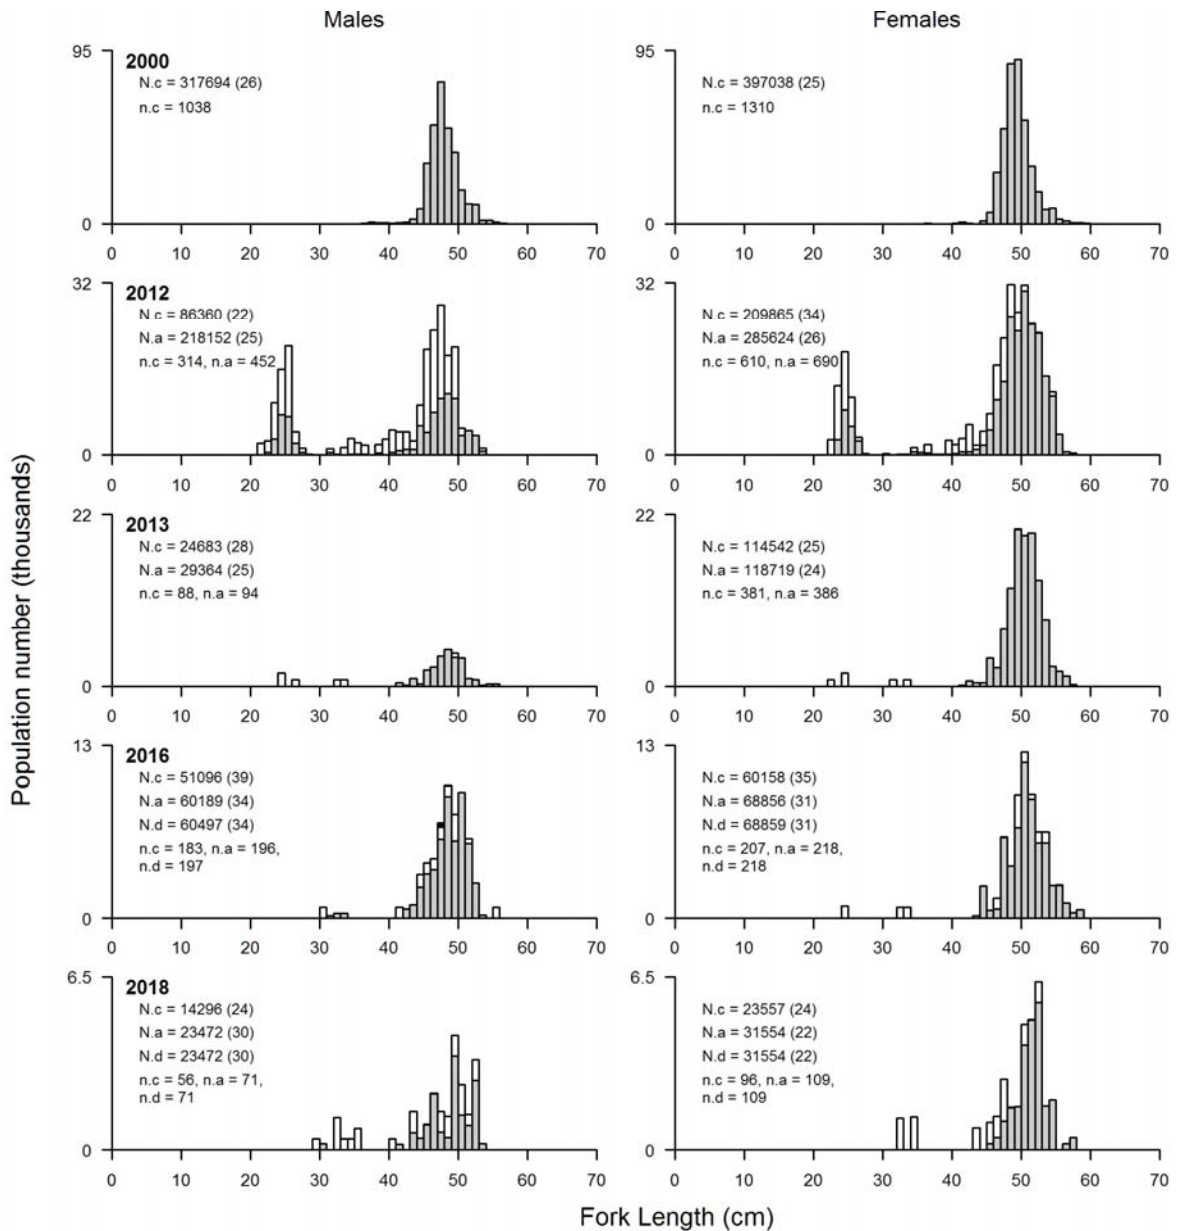 Males
Females
Population number (thousands)
95
2000
N.c = 317694 (26)
n.c = 1038
0
0 10 20 30 40 50 60 70
95
N.c = 397038 (25)
n.c = 1310
0
0 10 20 30 40 50 60 70
32
2012
N.c = 86360 (22)
N.a = 218152 (25)
n.c = 314, n.a = 452
0
0 10 20 30 40 50 60 70
32
N.c = 209865 (34)
N.a = 285624 (26)
n.c = 610, n.a = 690
0
0 10 20 30 40 50 60 70
22
2013
N.c = 24683 (28)
N.a = 29364 (25)
n.c = 88, n.a = 94
0
0 10 20 30 40 50 60 70
22
N.c = 114542 (25)
N.a = 118719 (24)
n.c = 381, n.a = 386
0
0 10 20 30 40 50 60 70
13
2016
N.c = 51096 (39)
N.a = 60189 (34)
N.d = 60497 (34)
n.c = 183, n.a = 196,
n.d = 197
0
0 10 20 30 40 50 60 70
13
N.c = 60158 (35)
N.a = 68856 (31)
N.d = 68859 (31)
n.c = 207, n.a = 218,
n.d = 218
0
0 10 20 30 40 50 60 70
6.5
2018
N.c = 14296 (24)
N.a = 23472 (30)
N.d = 23472 (30)
n.c = 56, n.a = 71,
n.d = 71
0
0 10 20 30 40 50 60 70
6.5
N.c = 23557 (24)
N.a = 31554 (22)
N.d = 31554 (22)
n.c = 96, n.a = 109,
n.d = 109
0
0 10 20 30 40 50 60 70
Fork Length (cm)